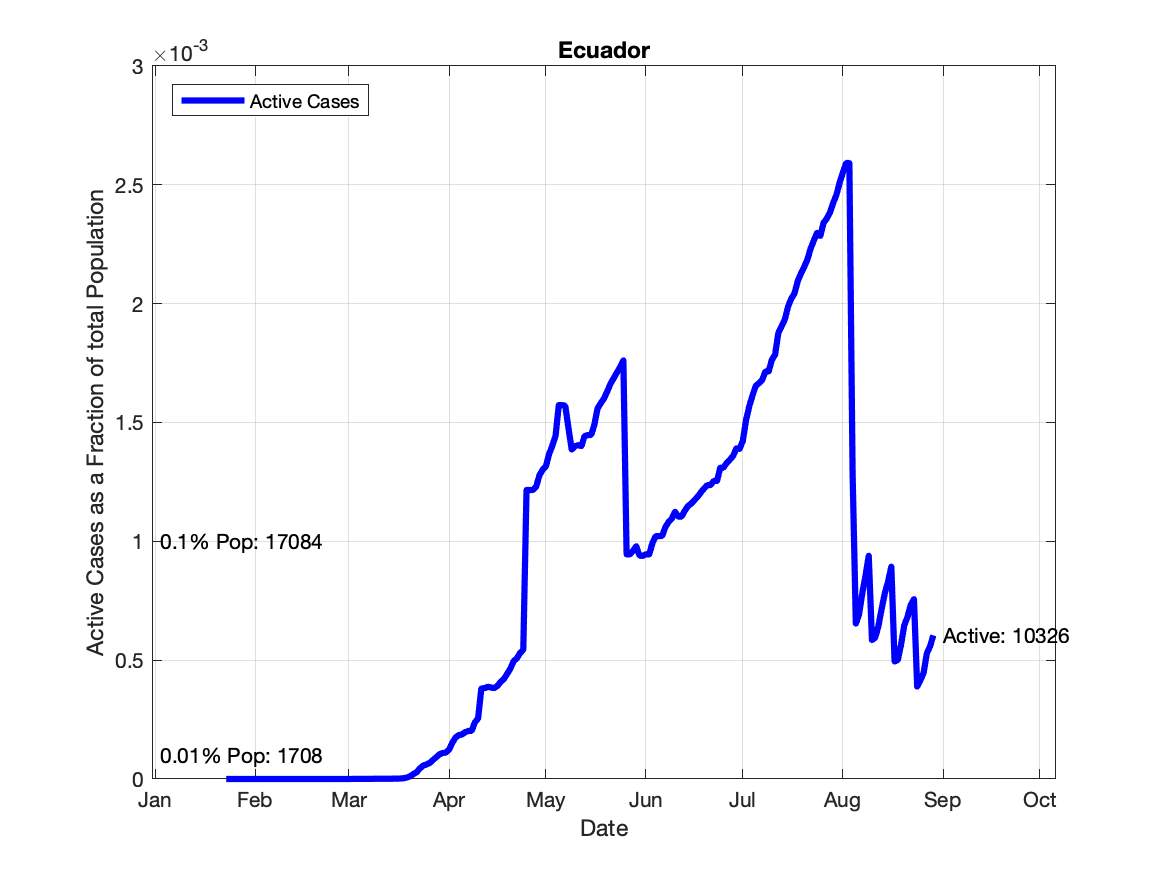 Ecuador
×10-3
Active Cases
3
2.5
2
1.5
1
0.5
0
0.1% Pop: 17084
0.01% Pop: 1708
Active: 10326
Active Cases as a Fraction of total Population
Jan Feb Mar Apr May Jun Jul Aug Sep Oct
Date